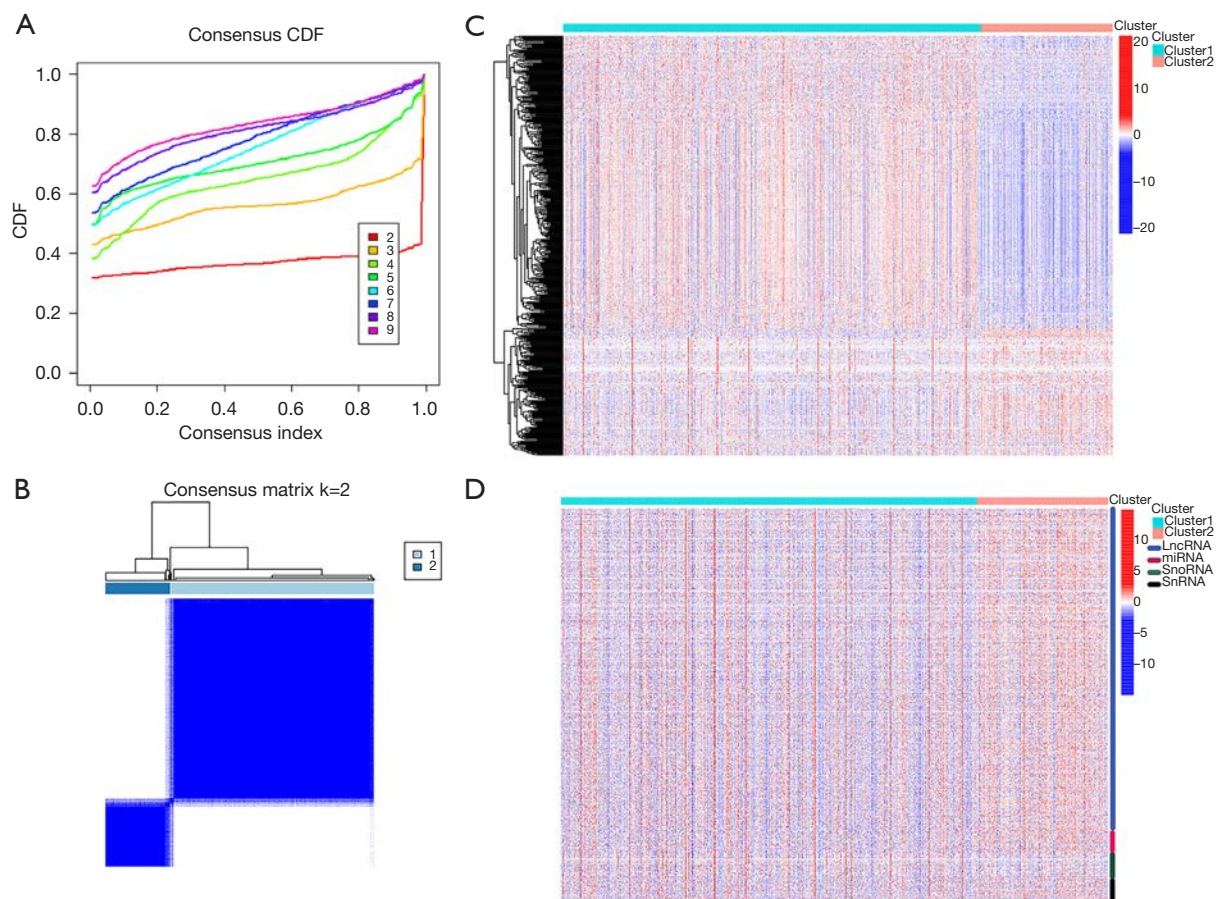 A
Consensus CDF
1.0
0.8
0.6
0.4
0.2
0.0
CDF
2
3
4
5
6
7
8
9
0.0 0.2 0.4 0.6 0.8 1.0
Consensus index
B
Consensus matrix k=2
1
2
C
Cluster
20
10
0
−10
−20
Cluster
Cluster1
Cluster2
D
Cluster
10
5
0
−5
−10
Cluster
Cluster1
Cluster2
LncRNA
miRNA
SnoRNA
SnRNA